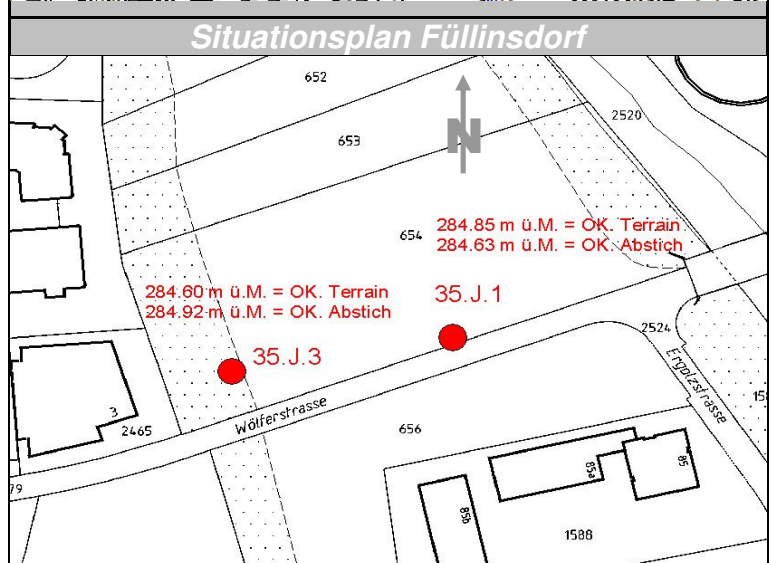 Situationsplan Füllinsdorf
652
2520
653
N
654
284.85 m ü.M. = OK. Terrain
284.63 m ü.M. = OK. Abstich
284.60 m ü.M. = OK. Terrain
284.92 m ü.M. = OK. Abstich
35.J.1
2524
35.J.3
Ergolzstrasse
3
Wölferstrasse
2465
656
85
85a
79
85b
1588